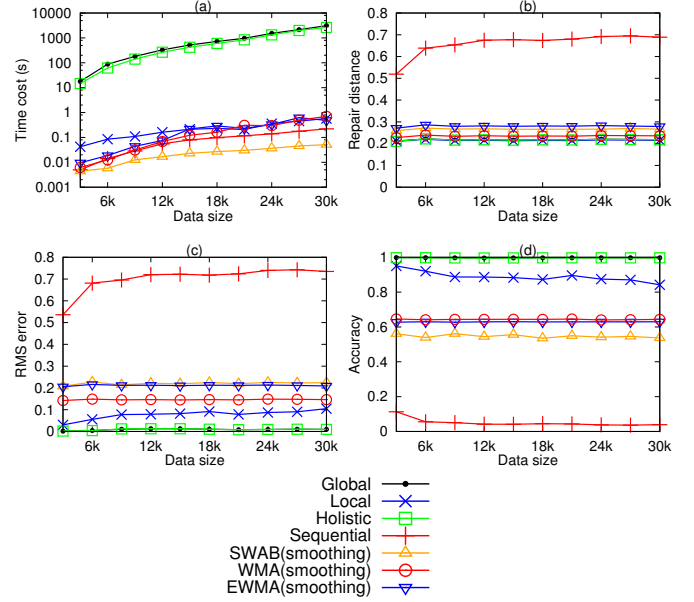 (a)
10000
1000
100
10
1
0.1
0.01
0.001
6k 12k 18k 24k 30k
Data size
Time cost (s)
(b)
0.8
0.7
0.6
0.5
0.4
0.3
0.2
0.1
0
6k 12k 18k 24k 30k
Data size
Repair distance
(c)
0.8
0.7
0.6
0.5
0.4
0.3
0.2
0.1
0
6k 12k 18k 24k 30k
Data size
RMS error
(d)
1
0.8
0.6
0.4
0.2
0
6k 12k 18k 24k 30k
Data size
Accuracy
Global
Local
Holistic
Sequential
SWAB(smoothing)
WMA(smoothing)
EWMA(smoothing)